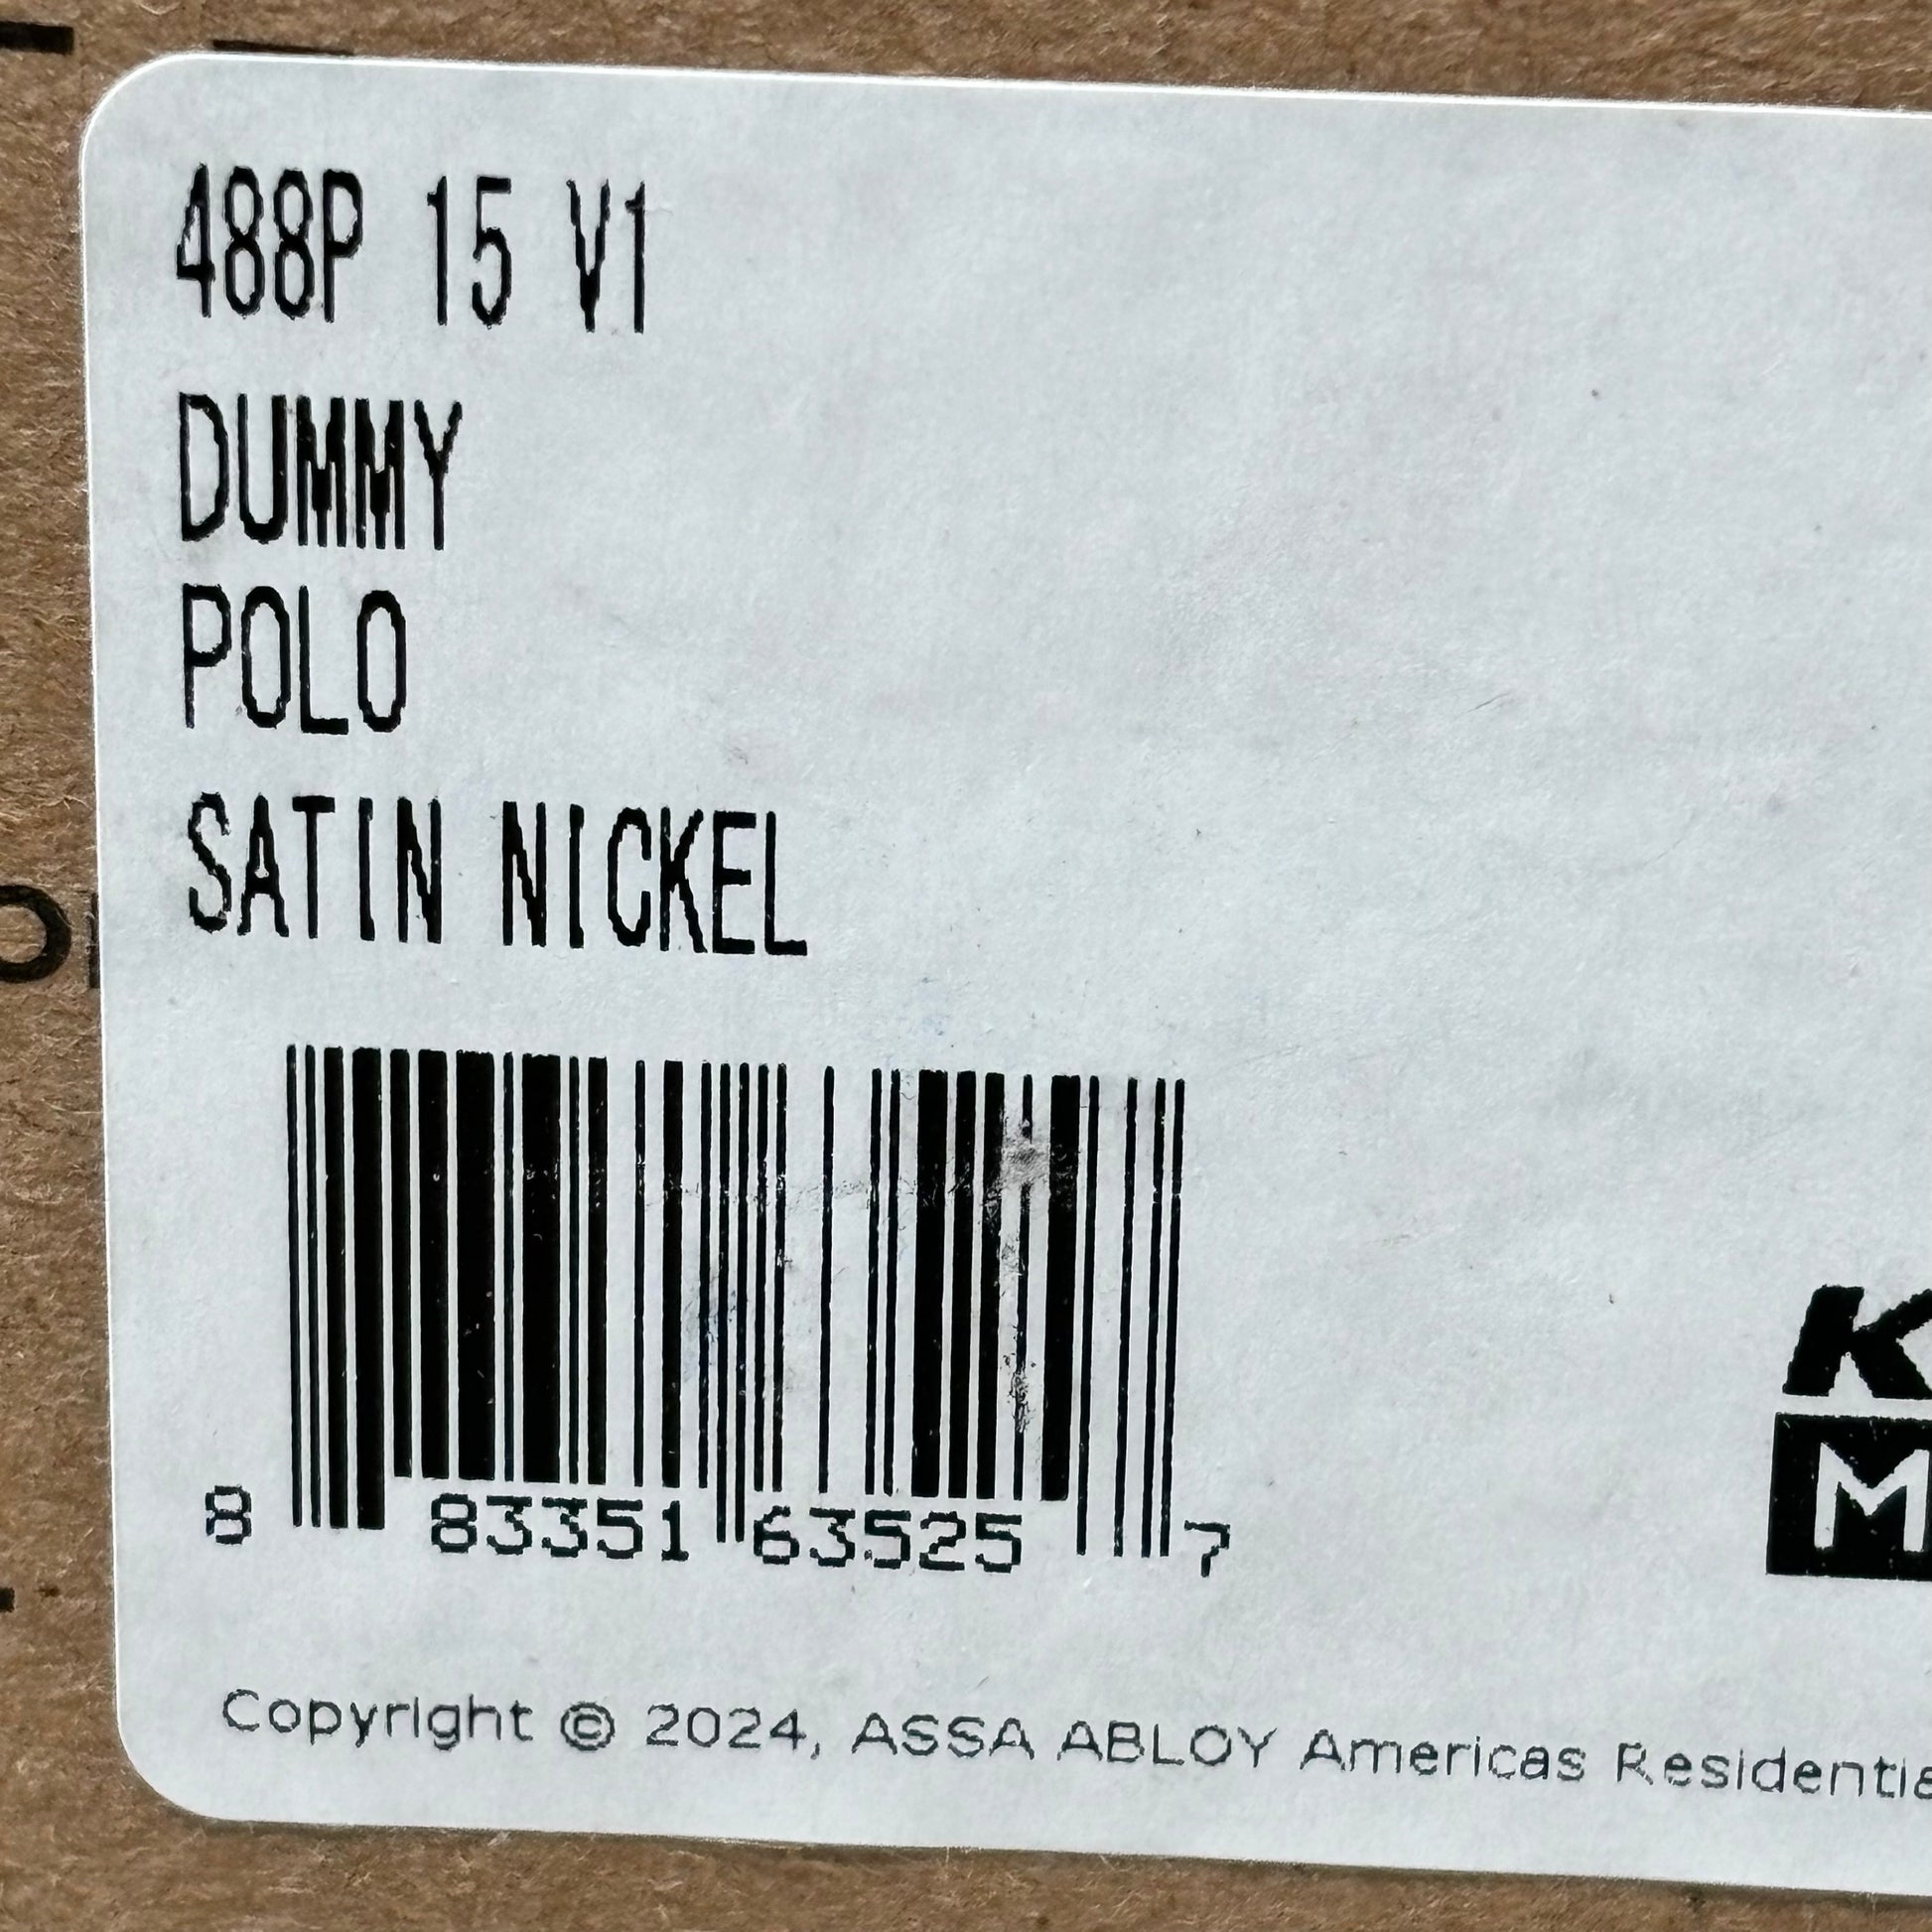 488P 15 V1
DUMMY
POLO
SATIN NICKEL
8 83351 63525 7
K
M
Copyright © 2024, ASSA ABLOY Americas Residentia